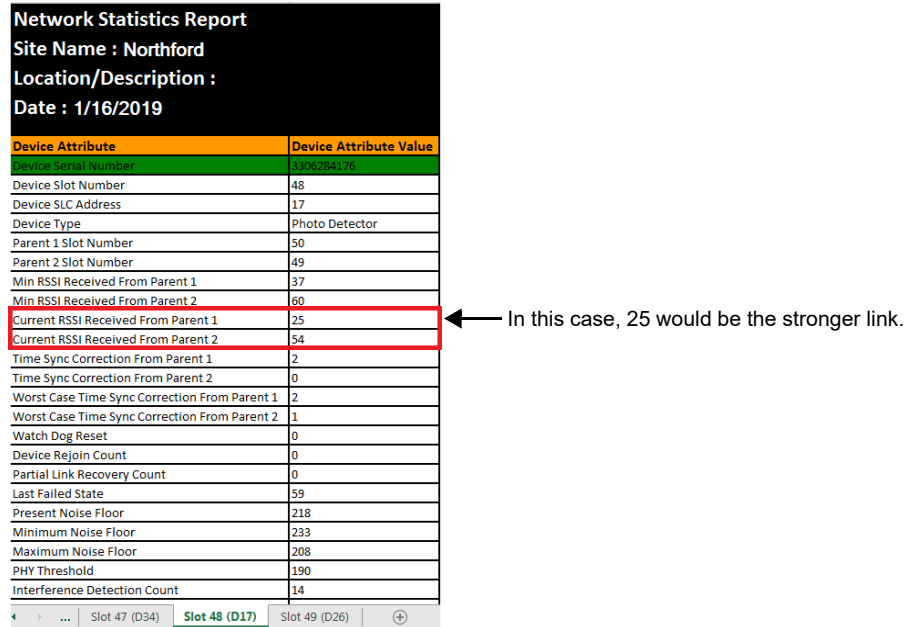 Network Statistics Report
Site Name : Northford
Location/Description :
Date : 1/16/2019
Device Attribute Device Attribute Value
Device Serial Number 3306284176
Device Slot Number 48
Device SLC Address 17
Device Type Photo Detector
Parent 1 Slot Number 50
Parent 2 Slot Number 49
Min RSSI Received From Parent 1 37
Min RSSI Received From Parent 2 60
Current RSSI Received From Parent 1 25
In this case, 25 would be the stronger link.
Current RSSI Received From Parent 2 54
Time Sync Correction From Parent 1 2
Time Sync Correction From Parent 2 0
Worst Case Time Sync Correction From Parent 1 2
Worst Case Time Sync Correction From Parent 2 1
Watch Dog Reset 0
Device Rejoin Count 0
Partial Link Recovery Count 0
Last Failed State 59
Present Noise Floor 218
Minimum Noise Floor 233
Maximum Noise Floor 208
PHY Threshold 190
Interference Detection Count 14
... Slot 47 (D34) Slot 48 (D17) Slot 49 (D26)